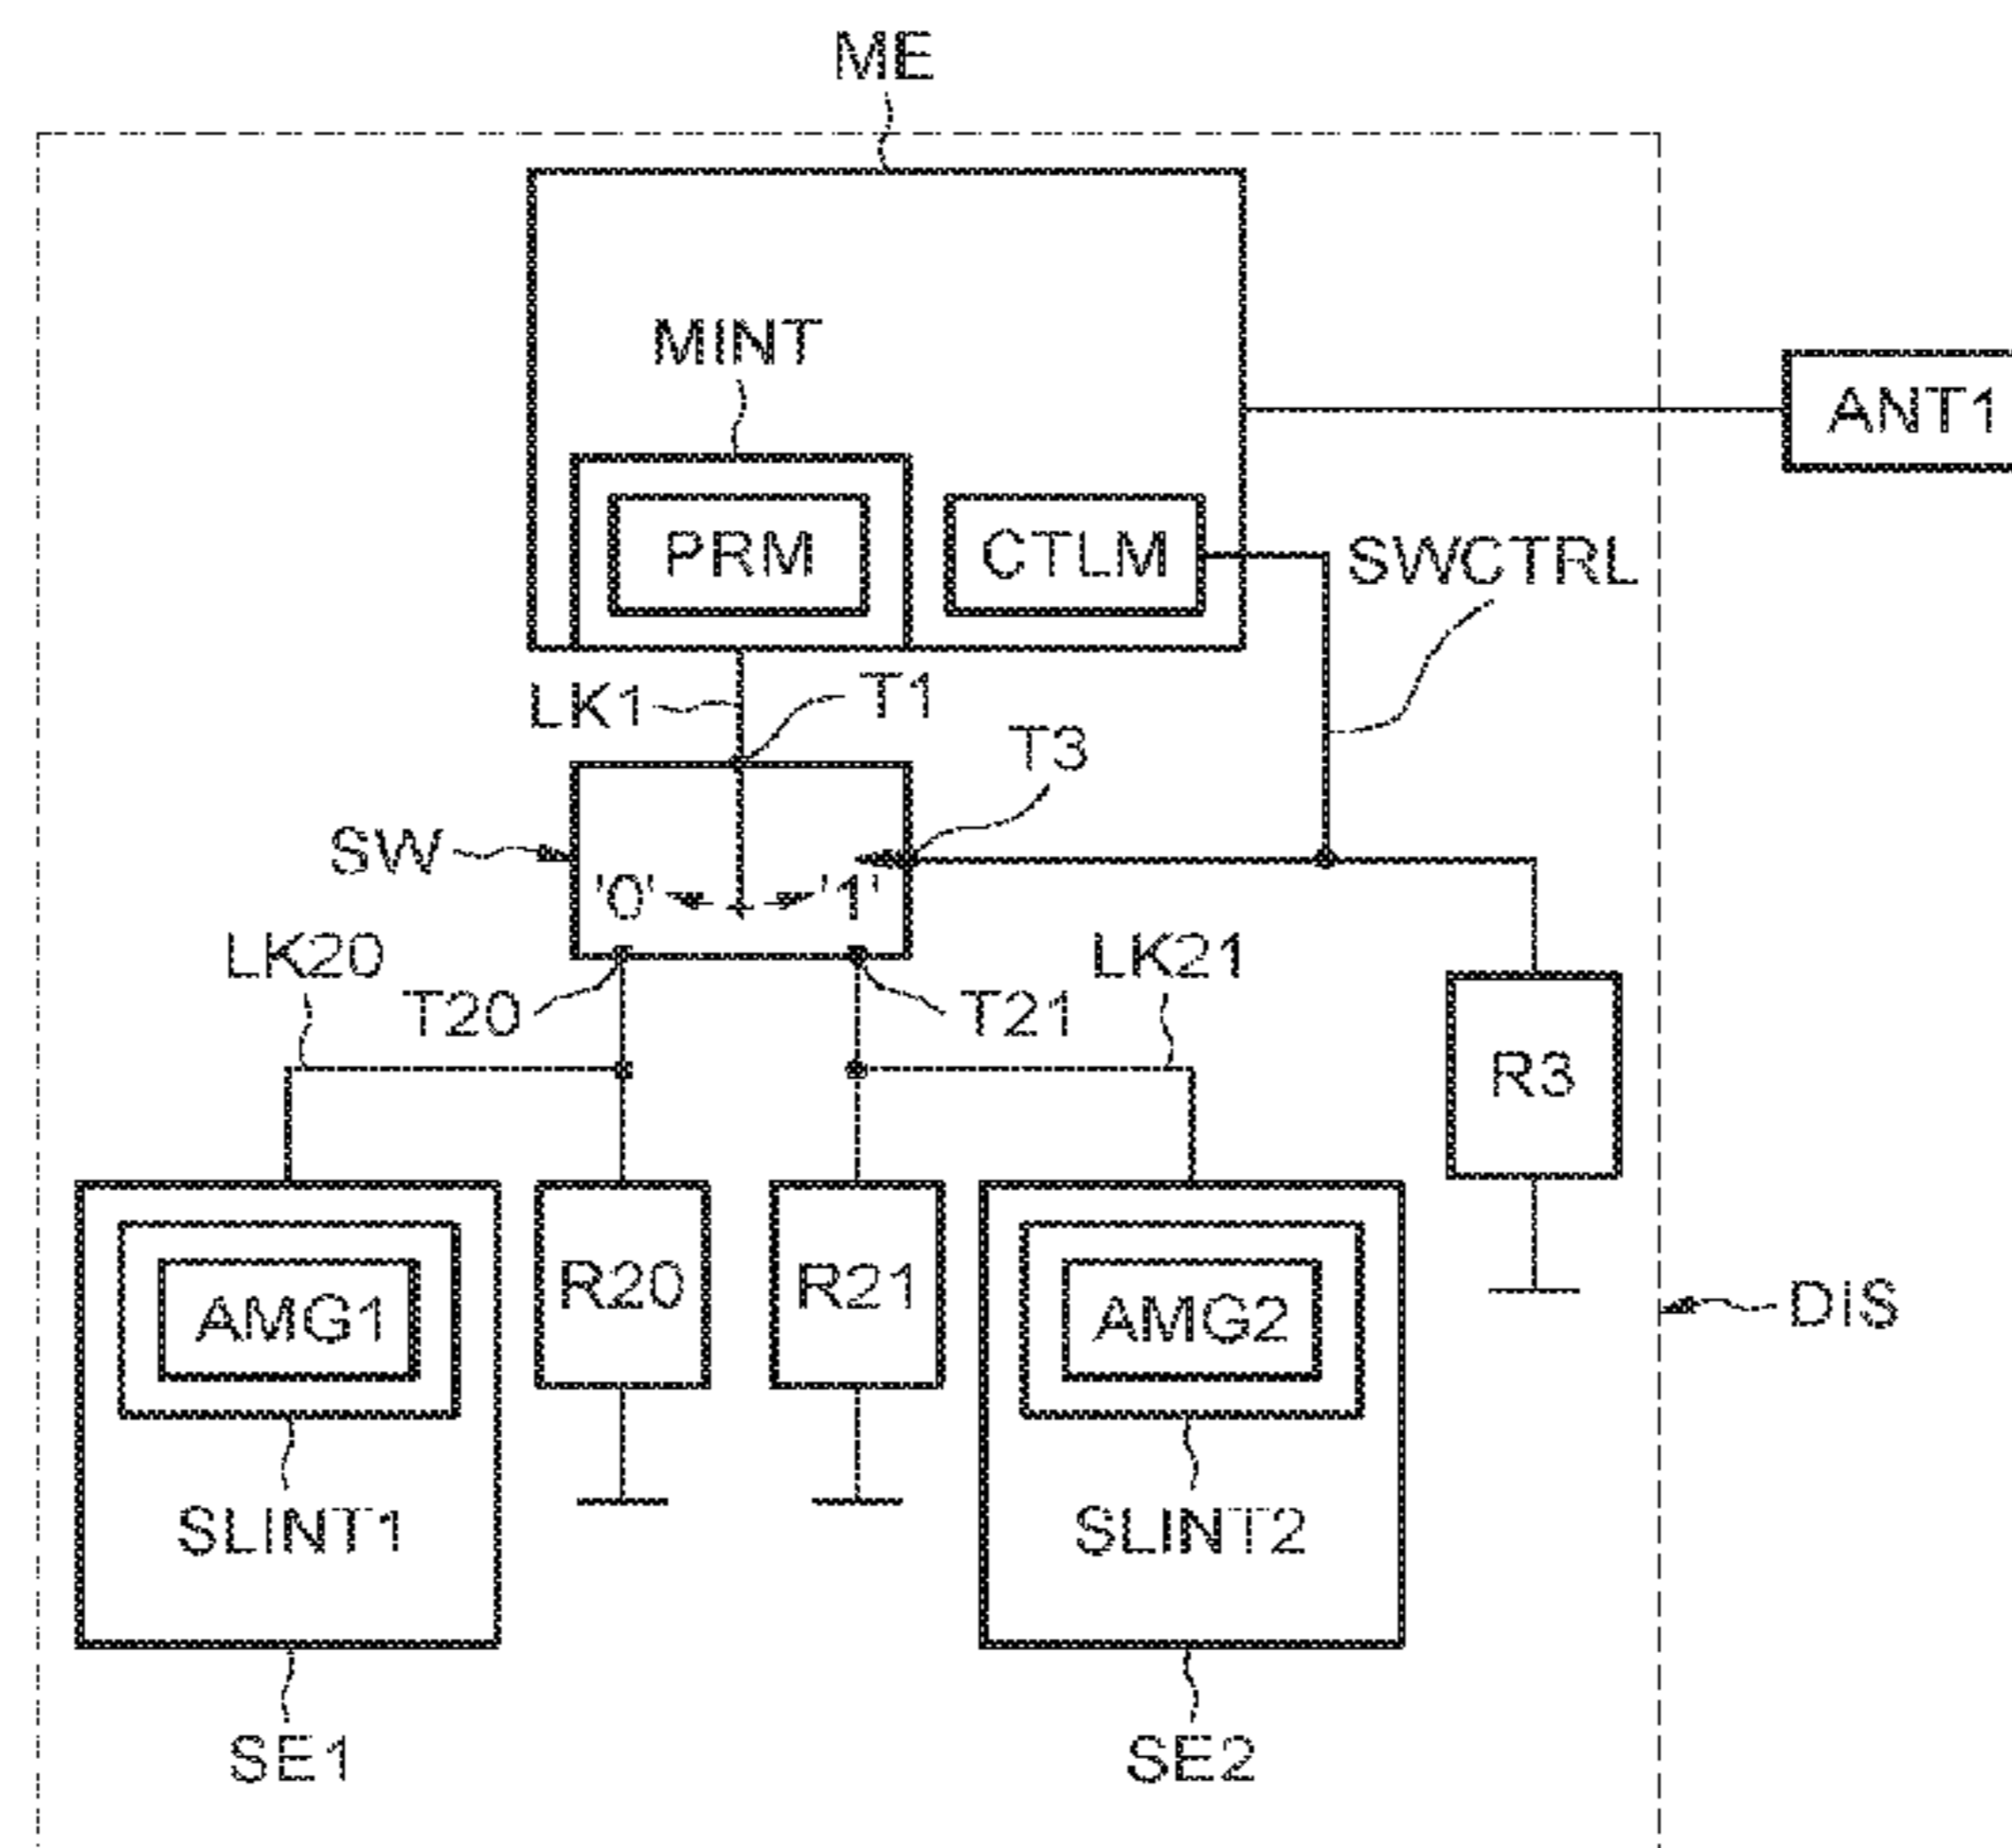 ME
MINT
ANT1
PRM
CTLM
SWCTRL
LK1
T1
T3
SW
'0'
'1'
LK20
LK21
T20
T21
R3
R20
R21
AMG1
AMG2
DIS
SLINT1
SLINT2
SE1
SE2